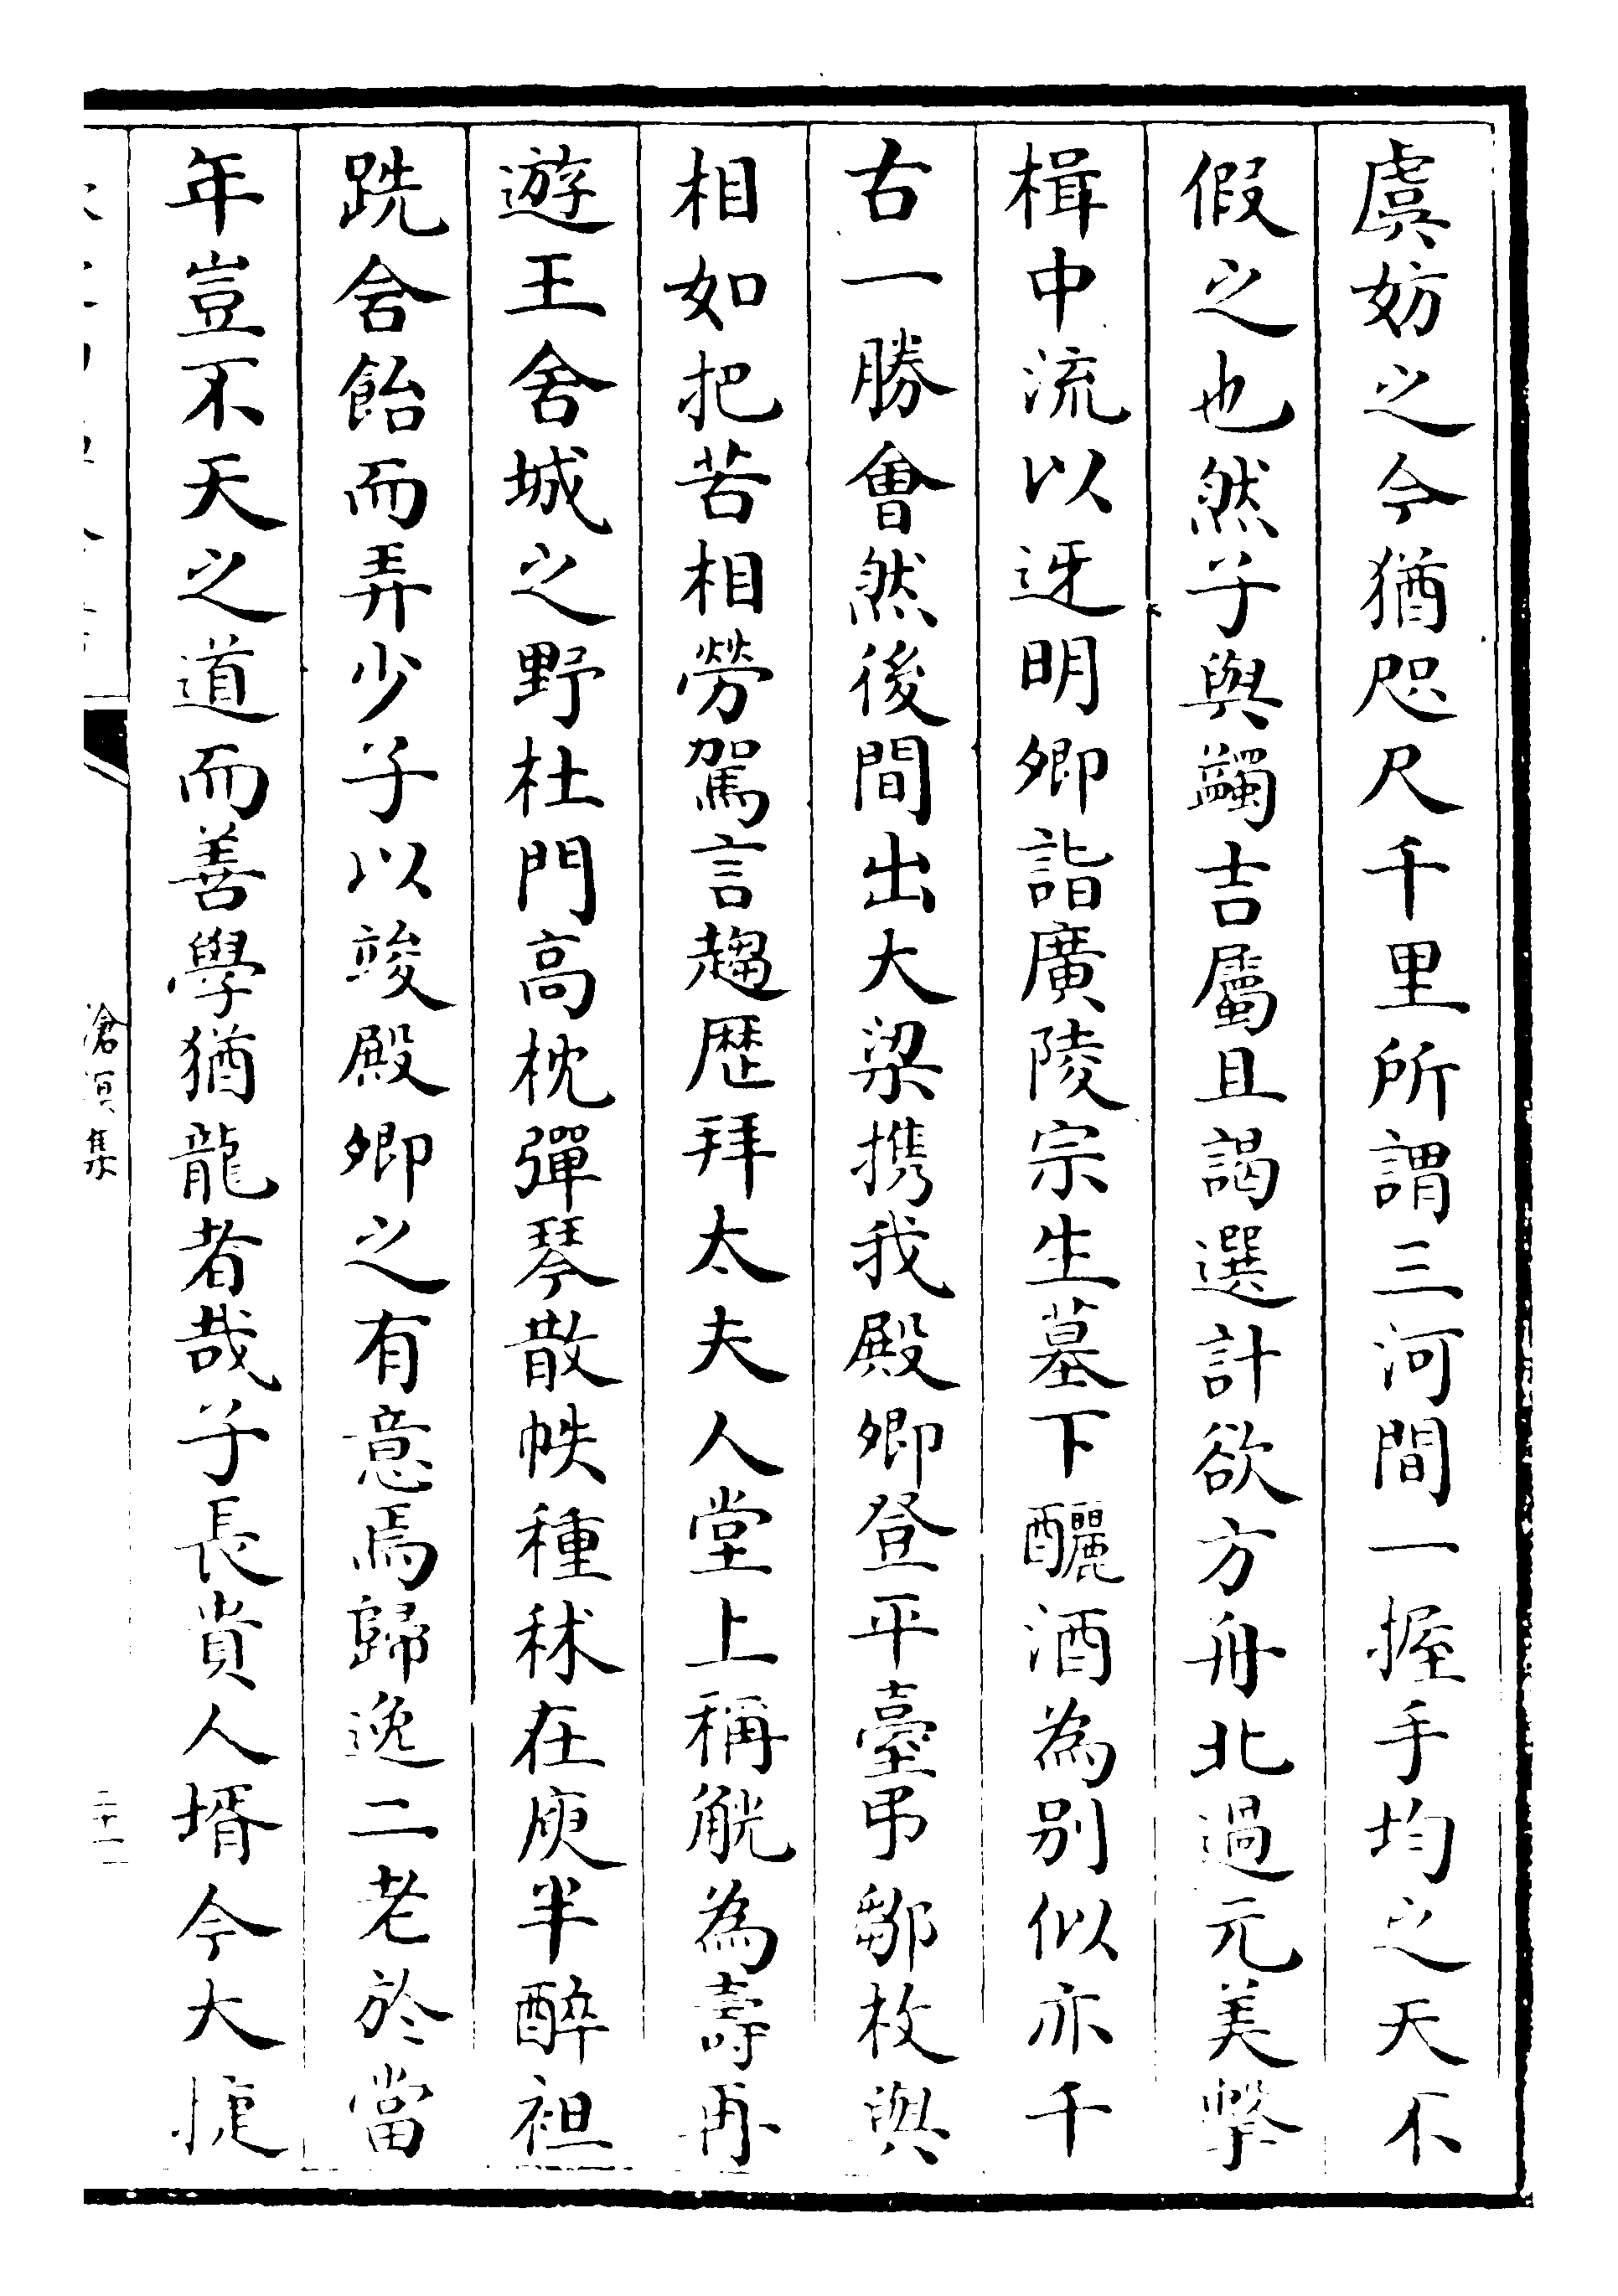 虞妨之今猶咫尺千里所謂三河間一握手均之天不
假之也然子與蠲吉屬且謁選計欲方舟北過元美擊
楫中流以迓明卿詣廣陵宗生墓下釃酒為别似亦千
右一勝會然後間出大梁携我殿卿登平臺弔鄒枚與
相如把苦相勞駕言趨歴拜太夫人堂上稱觥為壽再
遊王舍城之野杜門高枕彈琴散帙種秫在庾半醉袒
跣含飴而弄少子以竣殿卿之有意焉歸逸二老於當
年豈不天之道而善學猶龍者哉子長貴人壻今大捷
滄溟集
二十一